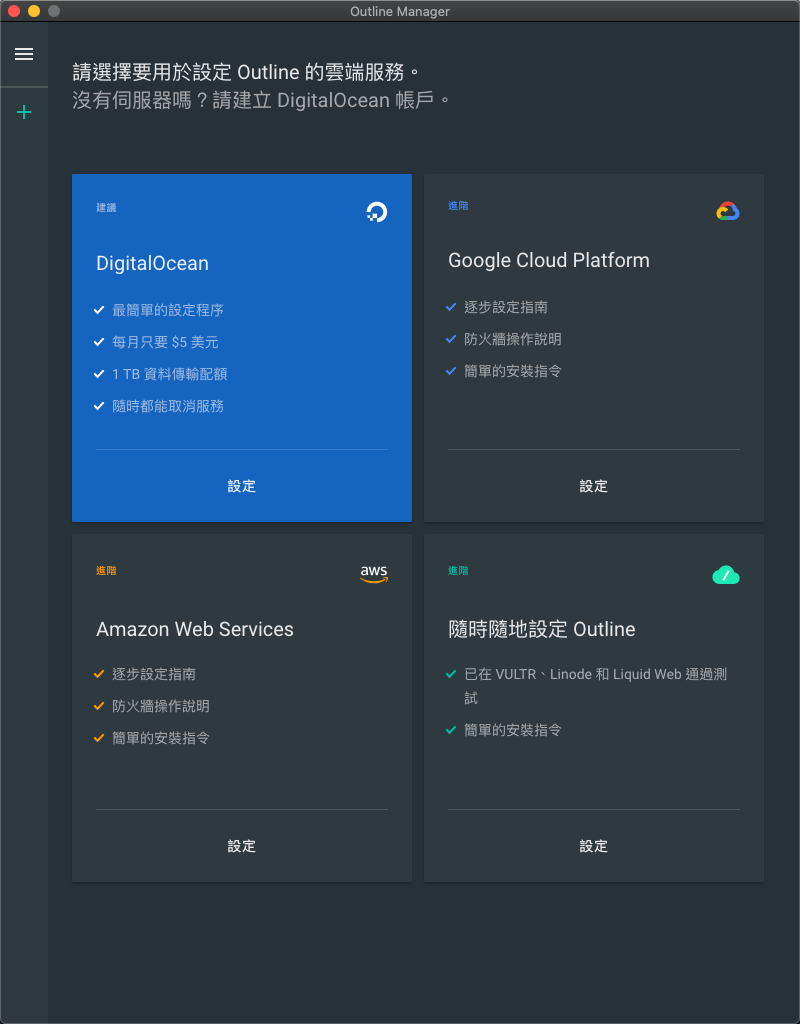 Outline Manager
請選擇要用於設定 Outline 的雲端服務。
沒有伺服器嗎？請建立 DigitalOcean 帳戶。
建議
DigitalOcean
最簡單的設定程序
每月只要 $5 美元
1 TB 資料傳輸配額
隨時都能取消服務
設定
進階
Google Cloud Platform
逐步設定指南
防火牆操作說明
簡單的安裝指令
設定
進階
aws
Amazon Web Services
逐步設定指南
防火牆操作說明
簡單的安裝指令
設定
進階
隨時隨地設定 Outline
已在 VULTR、Linode 和 Liquid Web 通過測
試
簡單的安裝指令
設定